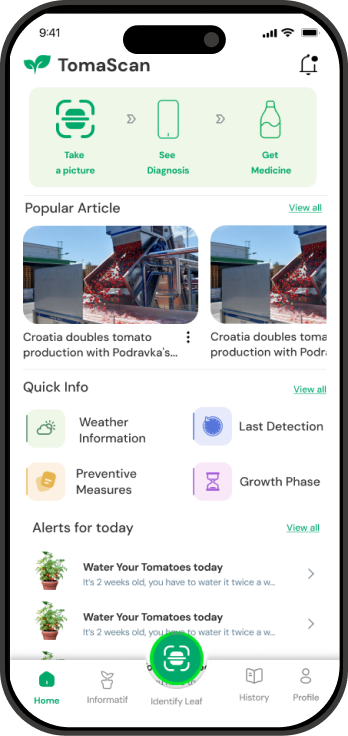 9:41
TomaScan
Take
a picture
See
Diagnosis
Get
Medicine
Popular Article
View all
Croatia doubles tomato
production with Podravka's...
Croatia doubles toma
production with Podra
Quick Info
View all
Weather
Information
Last Detection
Preventive
Measures
Growth Phase
Alerts for today
View all
Water Your Tomatoes today
It's 2 weeks old, you have to water it twice a w...
Water Your Tomatoes today
It's 2 weeks old, you have to water it twice a w...
Home
Informatif
Identify Leaf
History
Profile